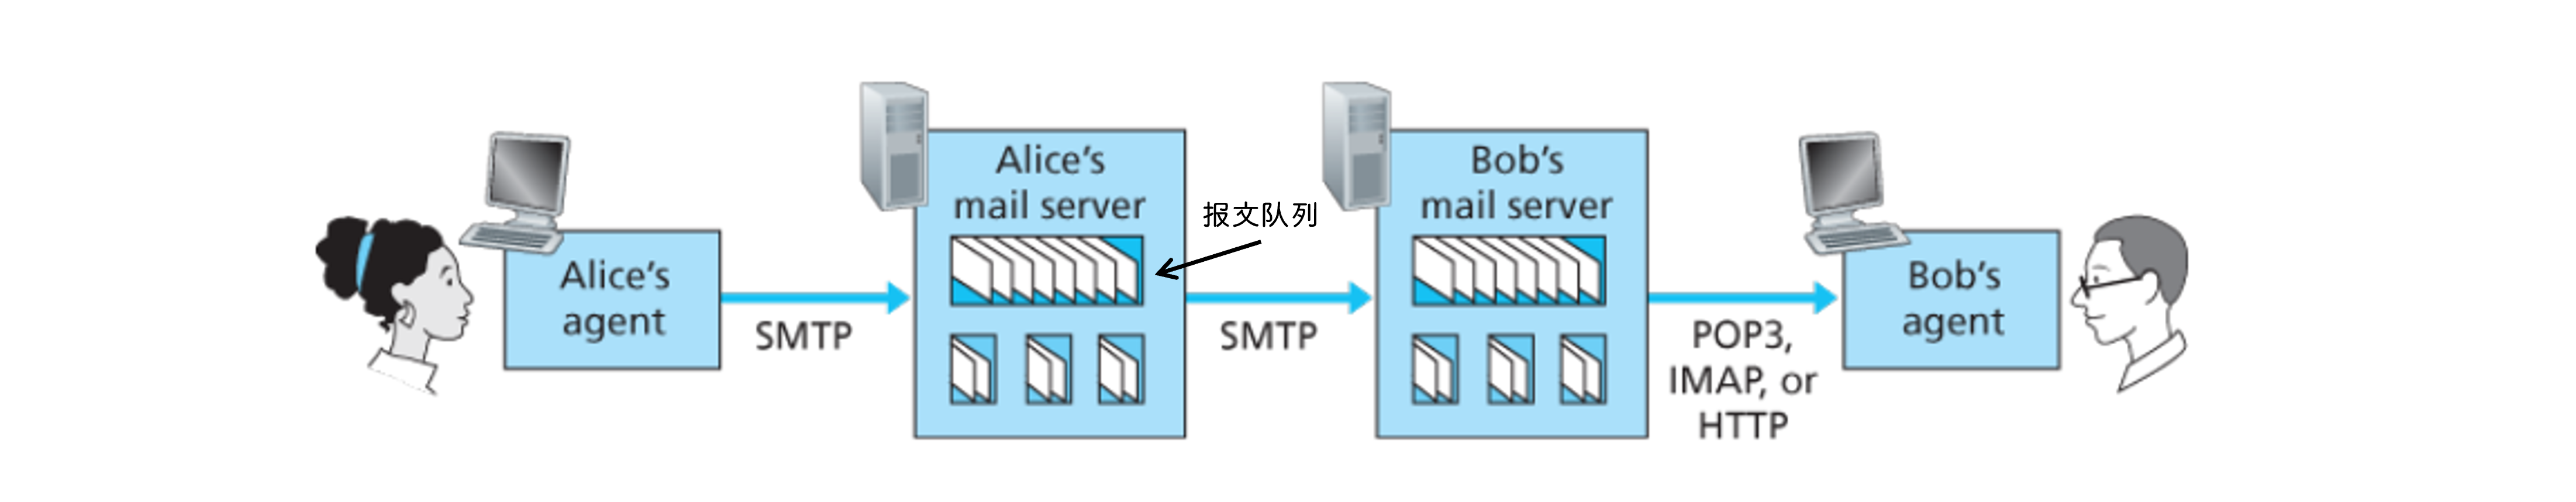 Alice's
agent
SMTP
Alice's
mail server
报文队列
SMTP
Bob's
mail server
POP3,
IMAP, or
HTTP
Bob's
agent